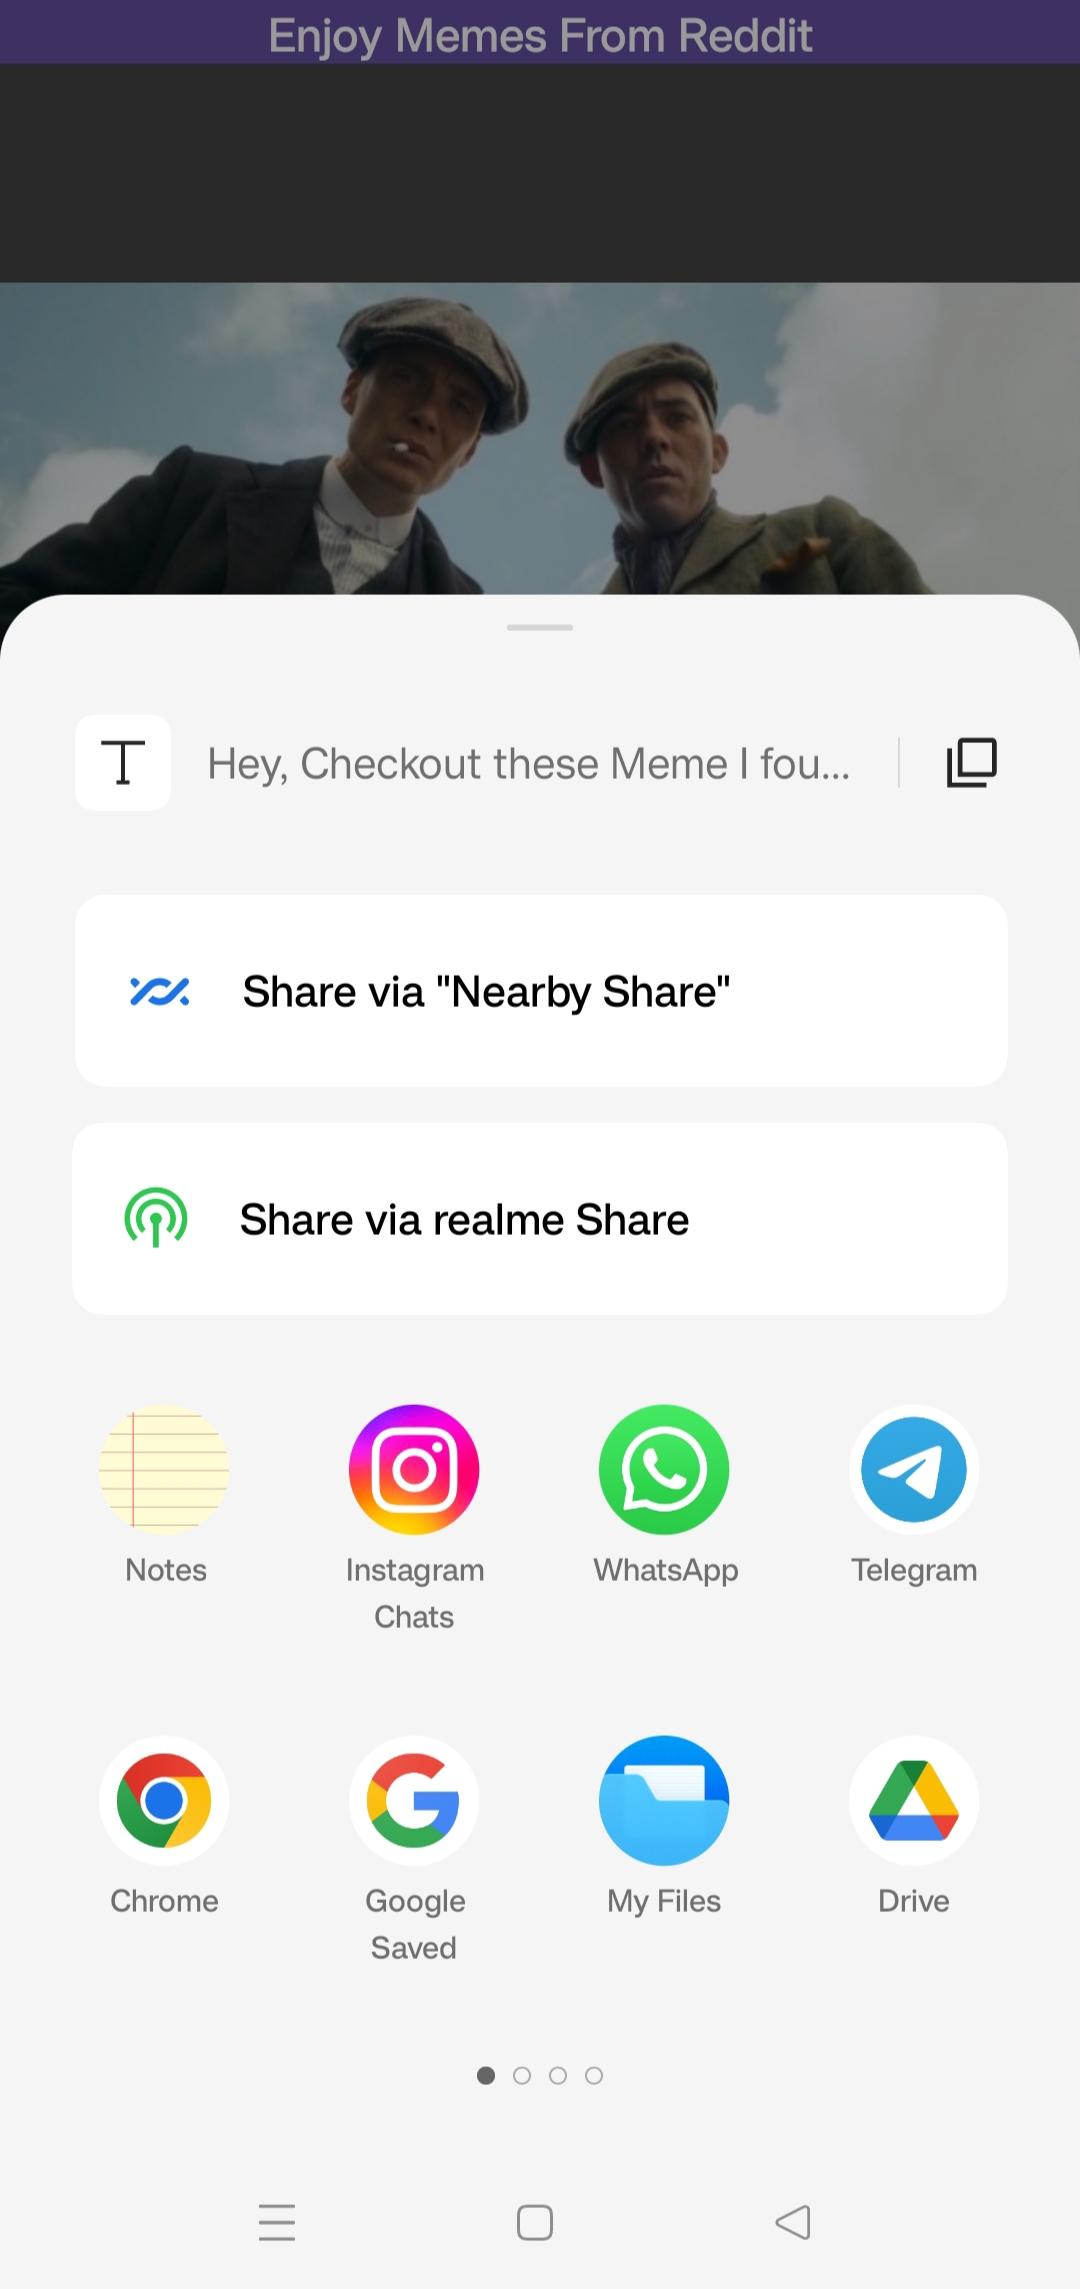 Enjoy Memes From Reddit
T
Hey, Checkout these Meme I fou...
Share via "Nearby Share"
Share via realme Share
Notes
Instagram
Chats
WhatsApp
Telegram
Chrome
Google
Saved
My Files
Drive